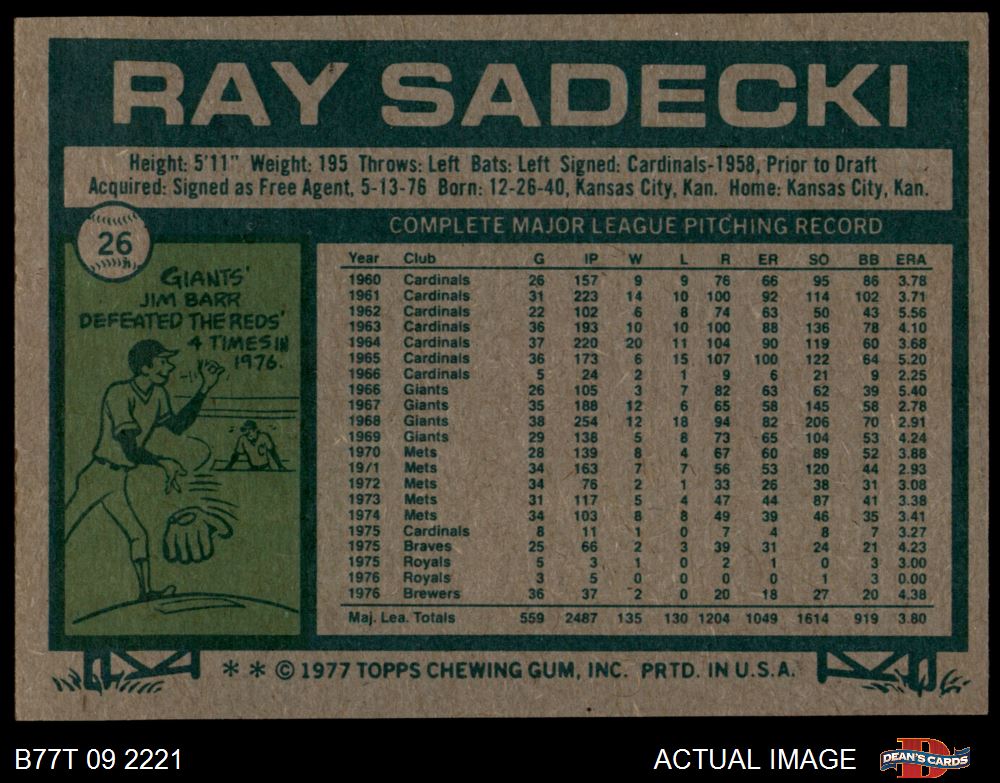 RAY SADECKI
Height: 5'11" Weight: 195 Throws: Left Bats: Left Signed: Cardinals-1958, Prior to Draft
Acquired: Signed as Free Agent, 5-13-76 Born: 12-26-40, Kansas City, Kan. Home: Kansas City, Kan.
26
GIANTS'
JIM BARR
DEFEATED THE REDS'
4 TIMES IN
1976.
COMPLETE MAJOR LEAGUE PITCHING RECORD
Year Club G IP W L R ER SO BB ERA
1960 Cardinals 26 157 9 9 76 66 95 86 3.78
1961 Cardinals 31 223 14 10 100 92 114 102 3.71
1962 Cardinals 22 102 6 8 74 63 50 43 5.56
1963 Cardinals 36 193 10 10 100 88 136 78 4.10
1964 Cardinals 37 220 20 11 104 90 119 60 3.68
1965 Cardinals 36 173 6 15 107 100 122 64 5.20
1966 Cardinals 5 24 2 1 9 6 21 9 2.25
1966 Giants 26 105 3 7 82 63 62 39 5.40
1967 Giants 35 188 12 6 65 58 145 58 2.78
1968 Giants 38 254 12 18 94 82 206 70 2.91
1969 Giants 29 138 5 8 73 65 104 53 4.24
1970 Mets 28 139 8 4 67 60 89 52 3.88
1971 Mets 34 163 7 7 56 53 120 44 2.93
1972 Mets 34 76 2 1 33 26 38 31 3.08
1973 Mets 31 117 5 4 47 44 87 41 3.38
1974 Mets 34 103 8 8 49 39 46 35 3.41
1975 Cardinals 8 11 1 0 7 4 8 7 3.27
1975 Braves 25 66 2 3 39 31 24 21 4.23
1975 Royals 5 3 1 0 2 1 0 3 3.00
1976 Royals 3 5 0 0 0 0 1 3 0.00
1976 Brewers 36 37 2 0 20 18 27 20 4.38
Maj. Lea. Totals 559 2487 135 130 1204 1049 1614 919 3.80
** © 1977 TOPPS CHEWING GUM, INC. PRTD. IN U.S.A.
B77T 09 2221 ACTUAL IMAGE DEAN'S CARDS